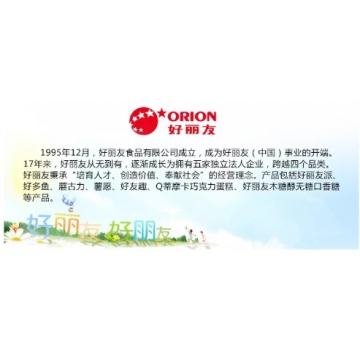 ORION
好丽友
1995年12月，好丽友食品有限公司成立，成为好丽友（中国）事业的开端。
17年来，好丽友从无到有，逐渐成长为拥有五家独立法人企业，跨越四个品类。
好丽友秉承“培育人才、创造价值、奉献社会”的经营理念。产品包括好丽友派、
好多鱼、蘑古力、薯愿、好友趣、Q蒂摩卡巧克力蛋糕、好丽友木糖醇无糖口香糖
等产品。
好丽友 好丽友